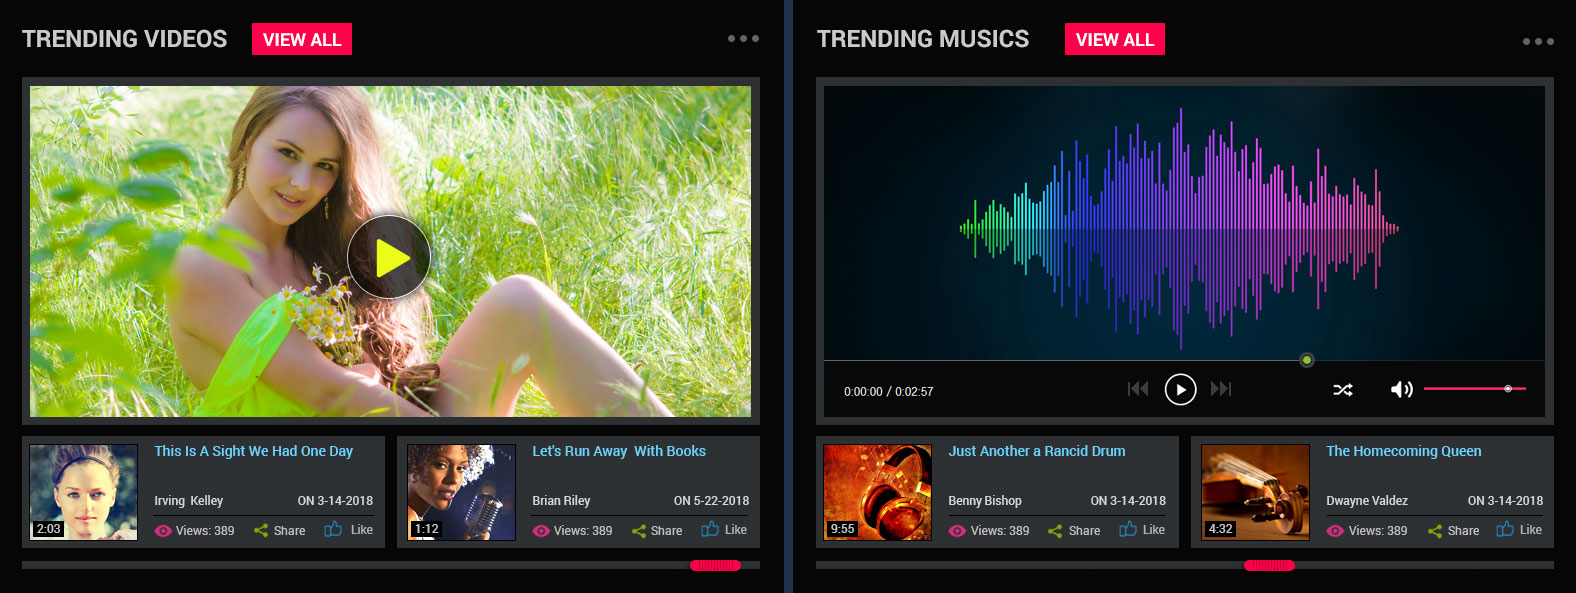 TRENDING VIDEOS VIEW ALL
This Is A Sight We Had One Day
Irving Kelley ON 3-14-2018
2:03 Views: 389 Share Like
Let's Run Away With Books
Brian Riley ON 5-22-2018
1:12 Views: 389 Share Like
TRENDING MUSICS VIEW ALL
0:00:00 / 0:02:57
Just Another a Rancid Drum
Benny Bishop ON 3-14-2018
9:55 Views: 389 Share Like
The Homecoming Queen
Dwayne Valdez ON 3-14-2018
4:32 Views: 389 Share Like